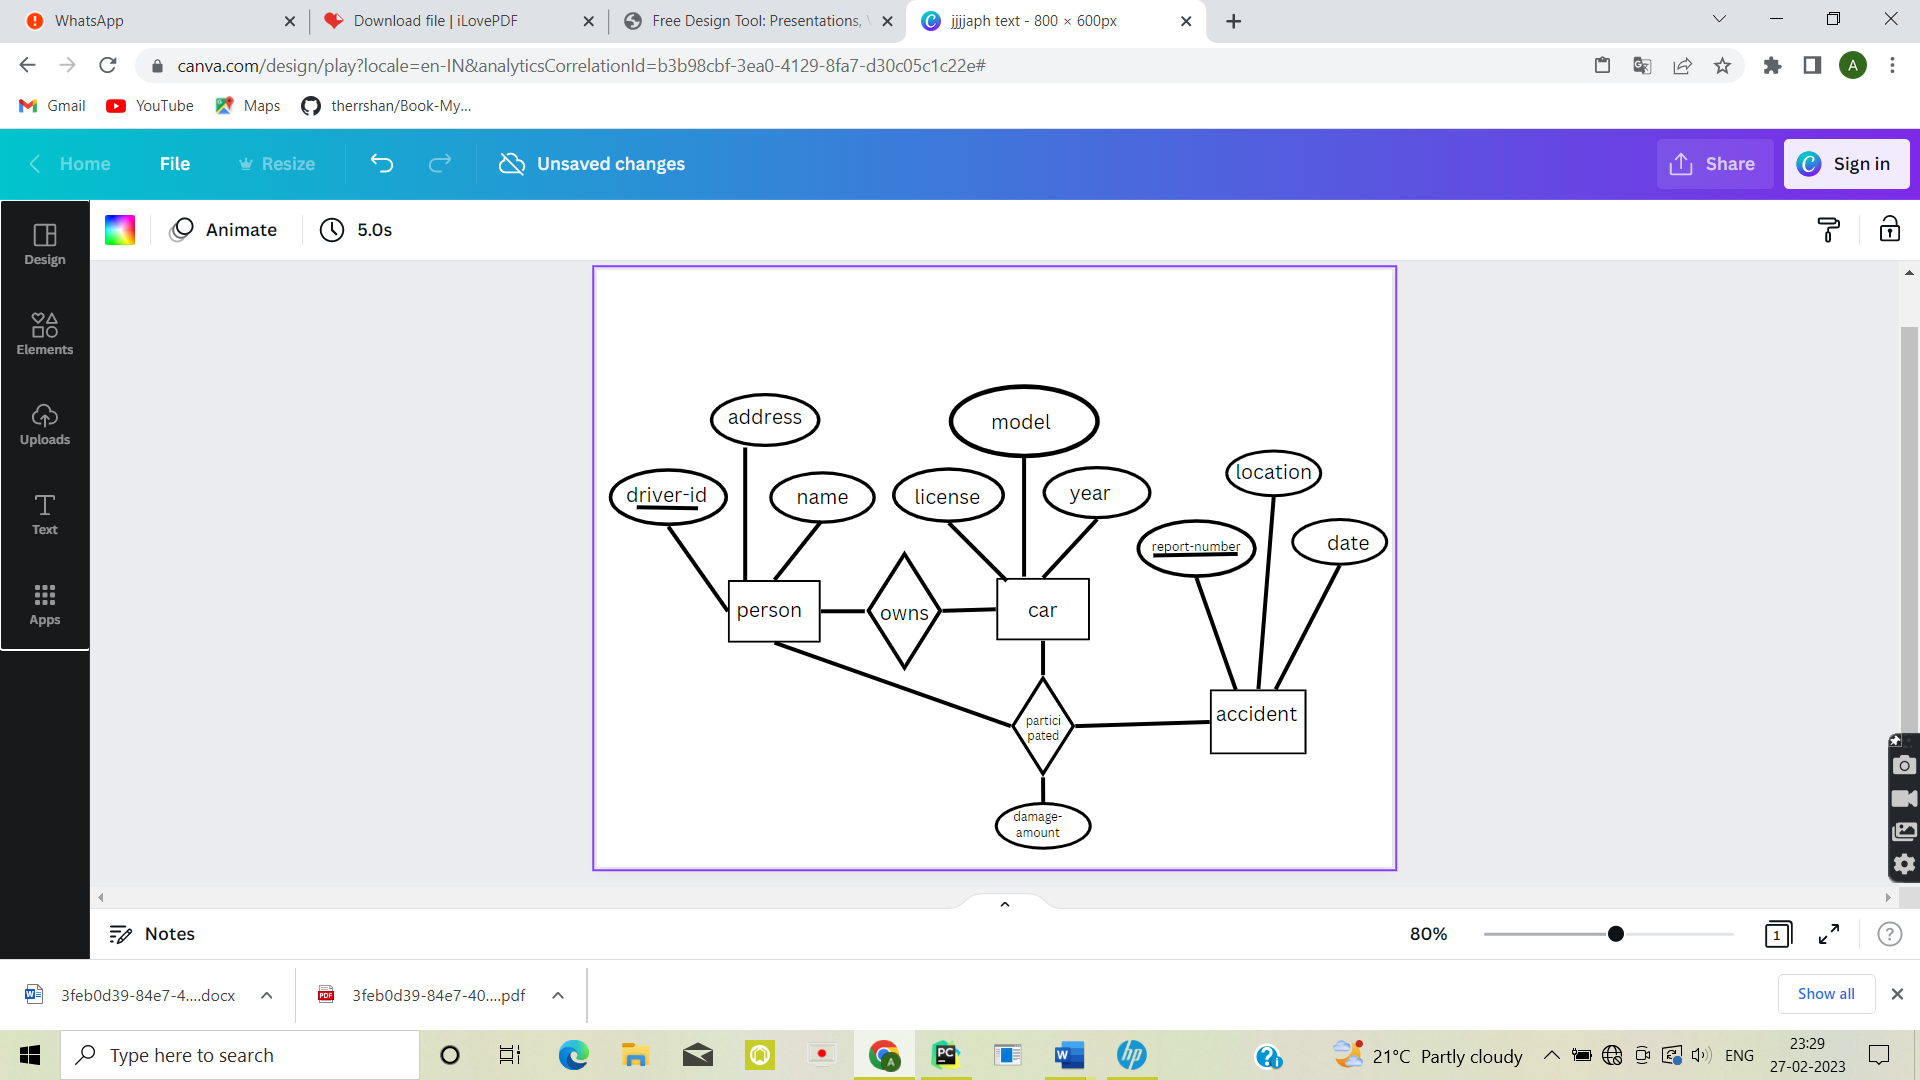 WhatsApp
Download file | iLovePDF
Free Design Tool: Presentations,
jjjjaph text - 800 × 600px
canva.com/design/play?locale=en-IN&analyticsCorrelationId=b3b98cbf-3ea0-4129-8fa7-d30c05c1c22e#
A
Gmail
YouTube
Maps
therrshan/Book-My...
Home
File
Resize
Unsaved changes
Share
Sign in
Animate
5.0s
Design
Elements
Uploads
Text
Apps
address
model
location
driver-id
name
license
year
report-number
date
person
owns
car
partici
pated
accident
damage-
amount
Notes
80%
1
3feb0d39-84e7-4....docx
3feb0d39-84e7-40....pdf
Show all
Type here to search
21°C Partly cloudy
ENG
23:29
27-02-2023